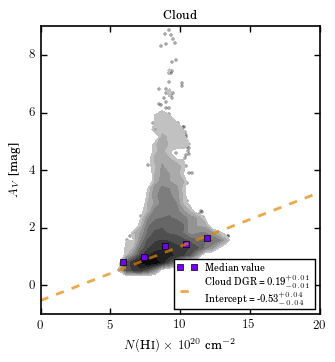 Cloud
8
6
4
2
0
A_V [mag]
Median value
Cloud DGR = 0.19^{+0.01}_{-0.01}
Intercept = -0.53^{+0.04}_{-0.04}
0 5 10 15 20
N(HI) × 10^{20} cm^{-2}